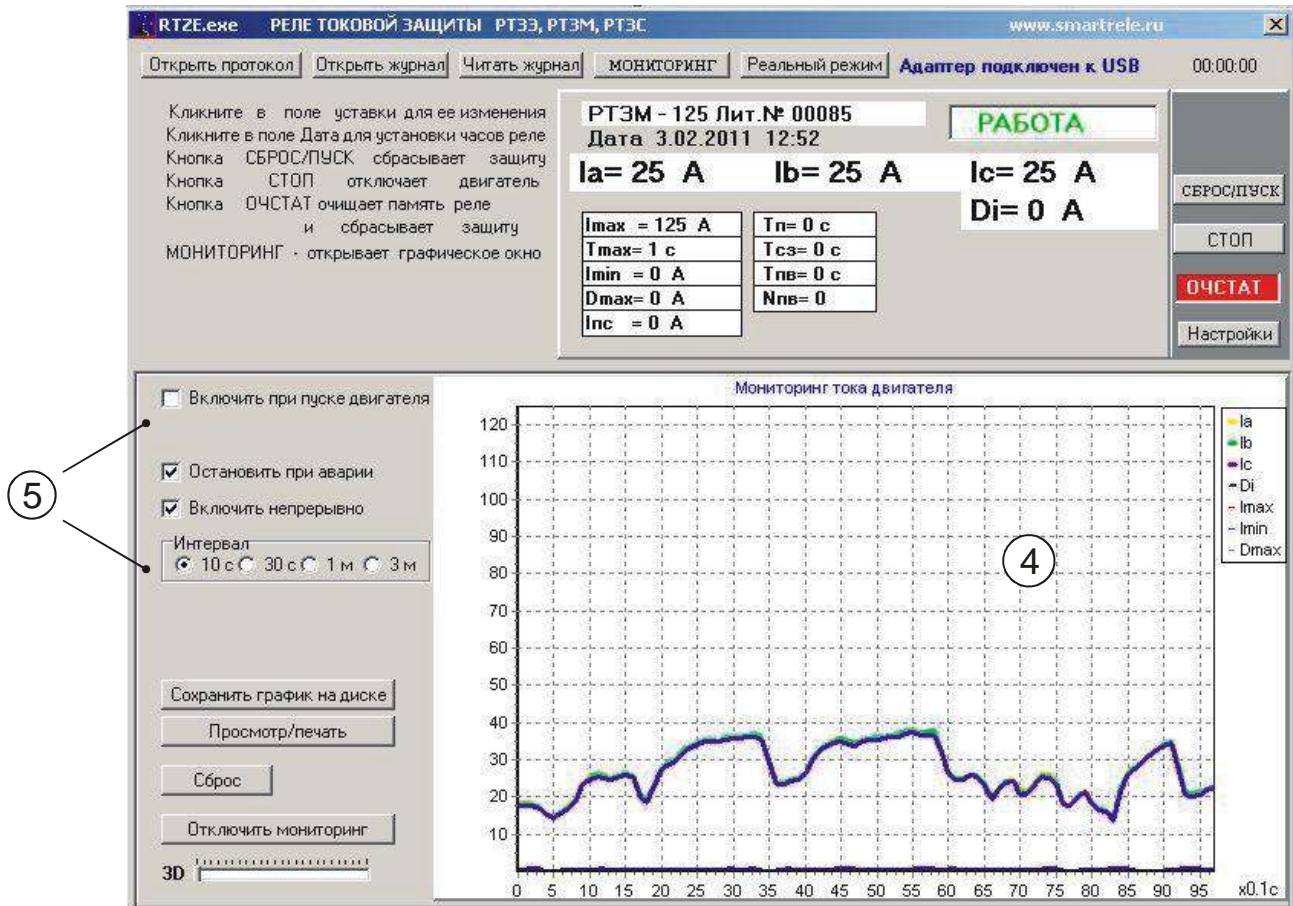 RTZE.exe РЕЛЕ ТОКОВОЙ ЗАЩИТЫ РТЗЭ, РТЗМ, РТЗС www.smartrele.ru
Открыть протокол Открыть журнал Читать журнал МОНИТОРИНГ Реальный режим Адаптер подключен к USB 00:00:00
Кликните в поле уставки для ее изменения
Кликните в поле Дата для установки часов реле
Кнопка СБРОС/ПУСК сбрасывает защиту
Кнопка СТОП отключает двигатель
Кнопка ОЧСТАТ очищает память реле
и сбрасывает защиту
МОНИТОРИНГ - открывает графическое окно
РТЗМ - 125 Лит.№ 00085
Дата 3.02.2011 12:52
РАБОТА
Ia= 25 А Ib= 25 А Ic= 25 А
Di= 0 А
Imax = 125 А
Tmax= 1 с
Imin = 0 А
Dmax= 0 А
Iпс = 0 А
Тп= 0 с
Тсз= 0 с
Тпв= 0 с
Nпв= 0
СБРОС/ПУСК
СТОП
ОЧСТАТ
Настройки
Включить при пуске двигателя
Остановить при аварии
Включить непрерывно
Интервал
10 с 30 с 1 м 3 м
Сохранить график на диске
Просмотр/печать
Сброс
Отключить мониторинг
3D
5
Мониторинг тока двигателя
120
110
100
90
80
70
60
50
40
30
20
10
0 5 10 15 20 25 30 35 40 45 50 55 60 65 70 75 80 85 90 95 x0.1с
4
Ia
Ib
Ic
Di
Imax
Imin
Dmax